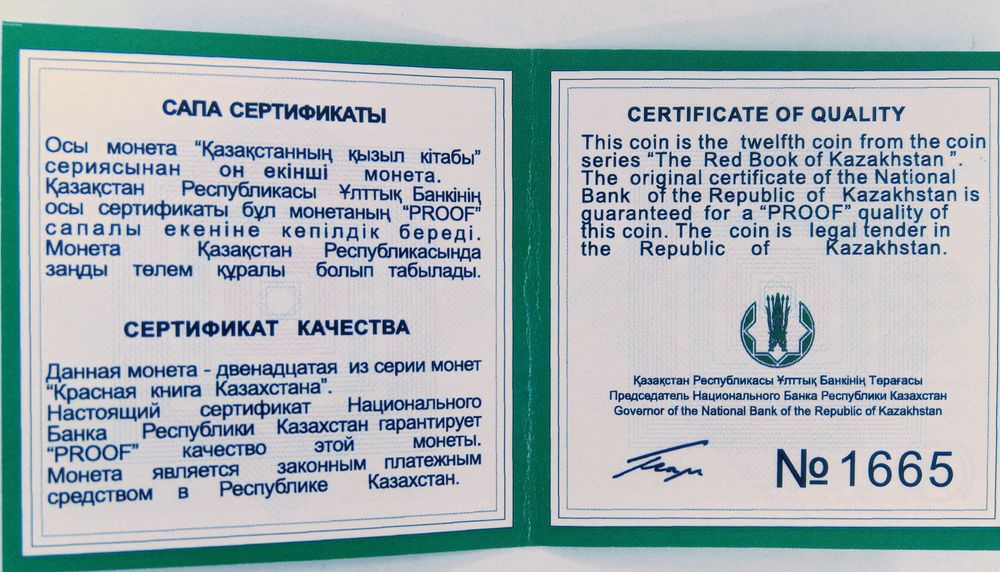 САПА СЕРТИФИКАТЫ
Осы монета “Қазақстанның қызыл кітабы”
сериясынан он екінші монета.
Қазақстан Республикасы Ұлттық Банкінің
осы сертификаты бұл монетаның “PROOF”
сапалы екеніне кепілдік береді.
Монета Қазақстан Республикасында
заңды төлем құралы болып табылады.
СЕРТИФИКАТ КАЧЕСТВА
Данная монета - двенадцатая из серии монет
“Красная книга Казахстана”.
Настоящий сертификат Национального
Банка Республики Казахстан гарантирует
“PROOF” качество этой монеты.
Монета является законным платежным
средством в Республике Казахстан.
CERTIFICATE OF QUALITY
This coin is the twelfth coin from the coin
series “The Red Book of Kazakhstan ”.
The original certificate of the National
Bank of the Republic of Kazakhstan is
guaranteed for a “PROOF” quality of
this coin. The coin is legal tender in
the Republic of Kazakhstan.
Қазақстан Республикасы Ұлттық Банкінің Төрағасы
Председатель Национального Банка Республики Казахстан
Governor of the National Bank of the Republic of Kazakhstan
№ 1665